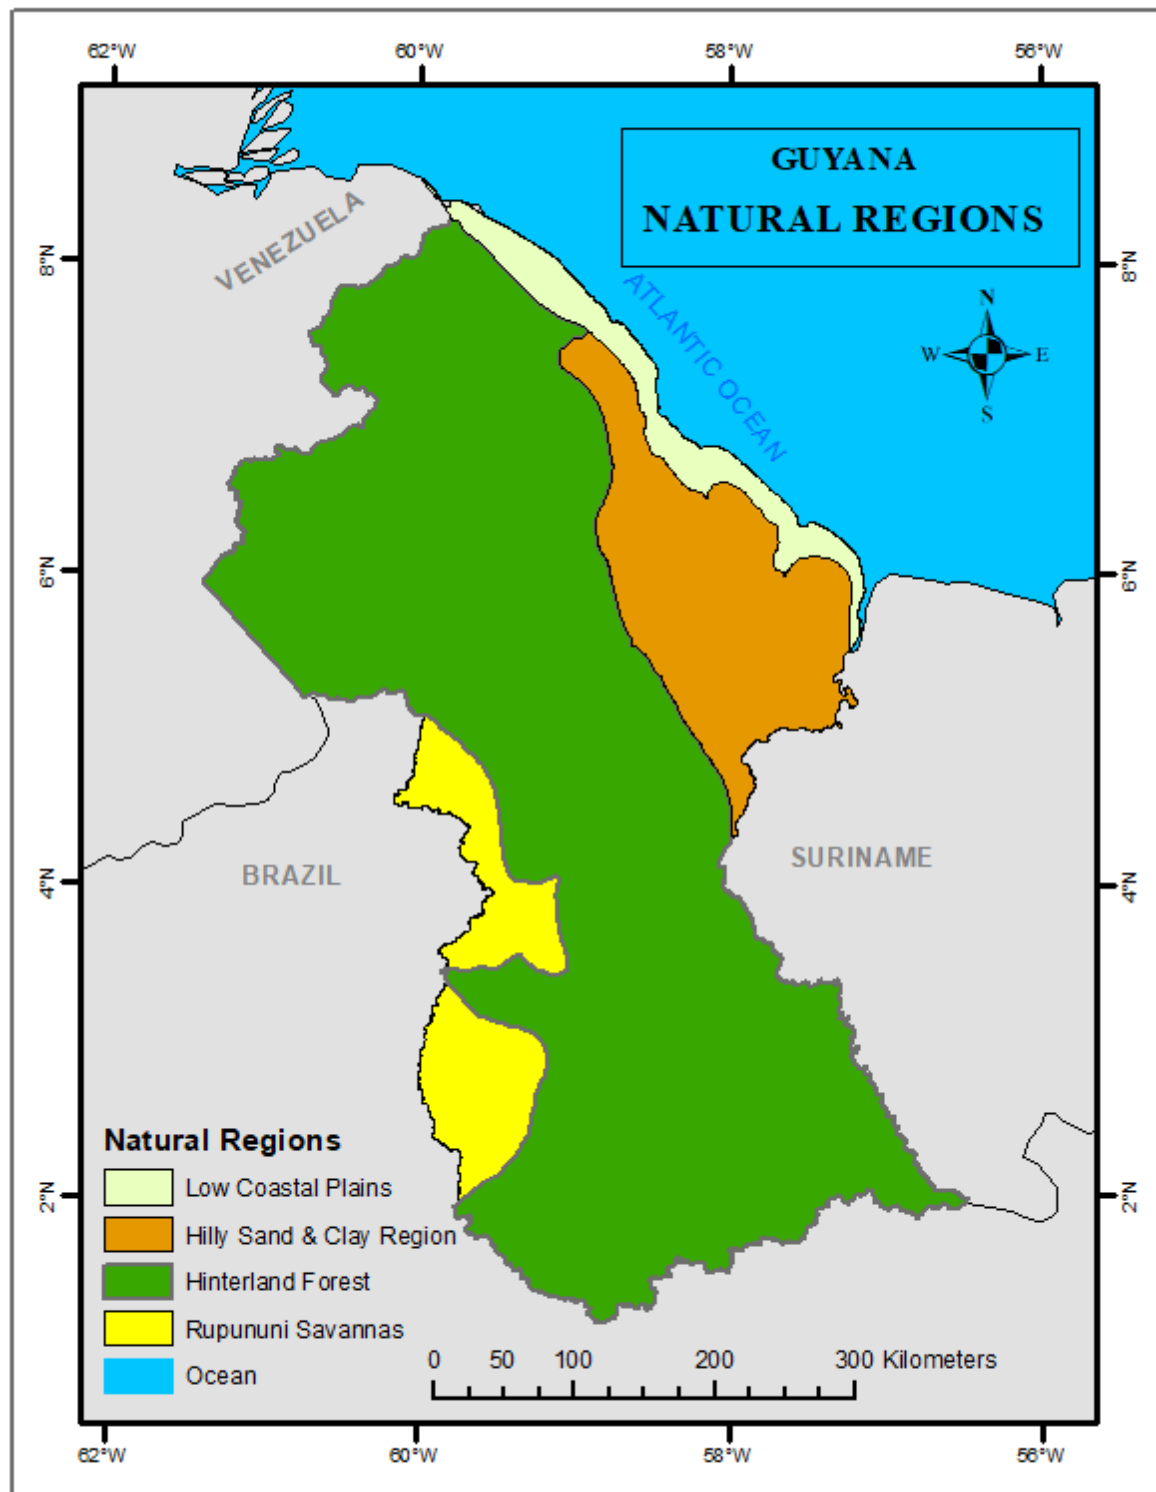 62°W 60°W 58°W 56°W
GUYANA
NATURAL REGIONS
VENEZUELA
8°N
8°N
ATLANTIC OCEAN
N
W E
S
6°N
6°N
BRAZIL
SURINAME
4°N
4°N
Natural Regions
Low Coastal Plains
2°N
2°N
Hilly Sand & Clay Region
Hinterland Forest
Rupununi Savannas
Ocean
0 50 100 200 300 Kilometers
62°W 60°W 58°W 56°W